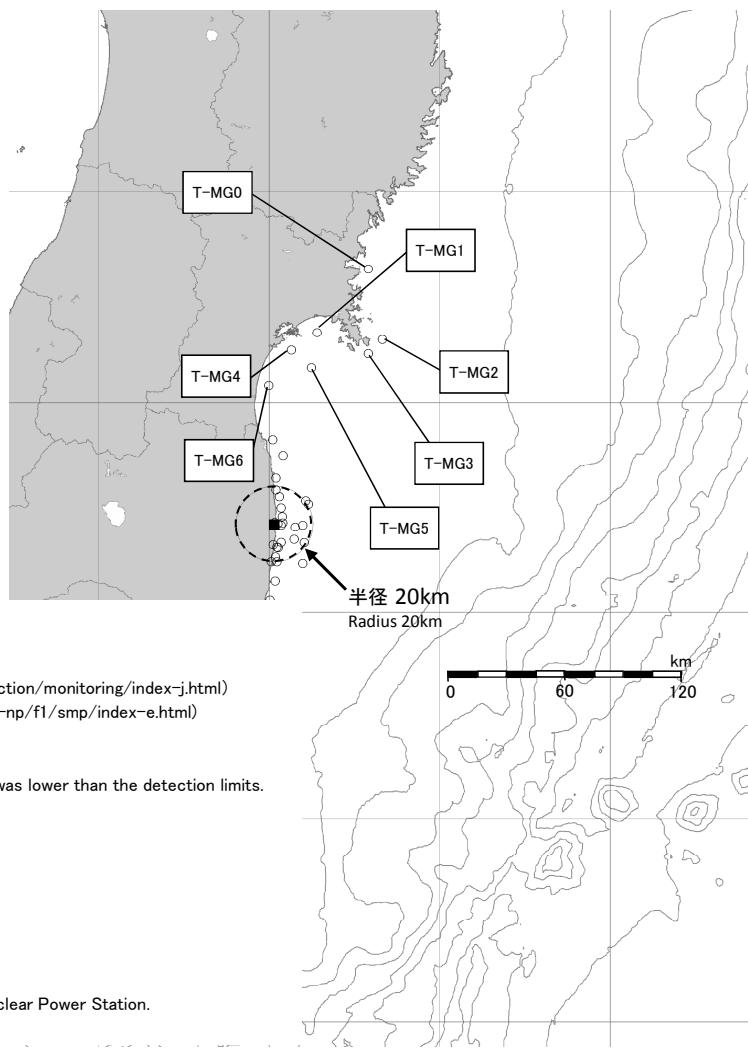 T-MG0
T-MG1
T-MG2
T-MG4
T-MG3
T-MG6
T-MG5
半径 20km
Radius 20km
km
0 60 120
ction/monitoring/index-j.html)
-np/f1/smp/index-e.html)
was lower than the detection limits.
clear Power Station.